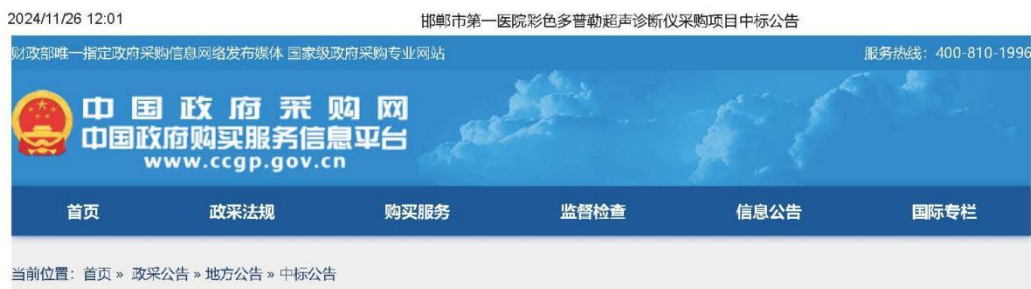 2024/11/26 12:01 邯郸市第一医院彩色多普勒超声诊断仪采购项目中标公告
财政部唯一指定政府采购信息网络发布媒体 国家级政府采购专业网站 服务热线：400-810-1996
中国政府采购网
中国政府购买服务信息平台
www.ccgp.gov.cn
首页 政采法规 购买服务 监督检查 信息公告 国际专栏
当前位置：首页 » 政采公告 » 地方公告 » 中标公告